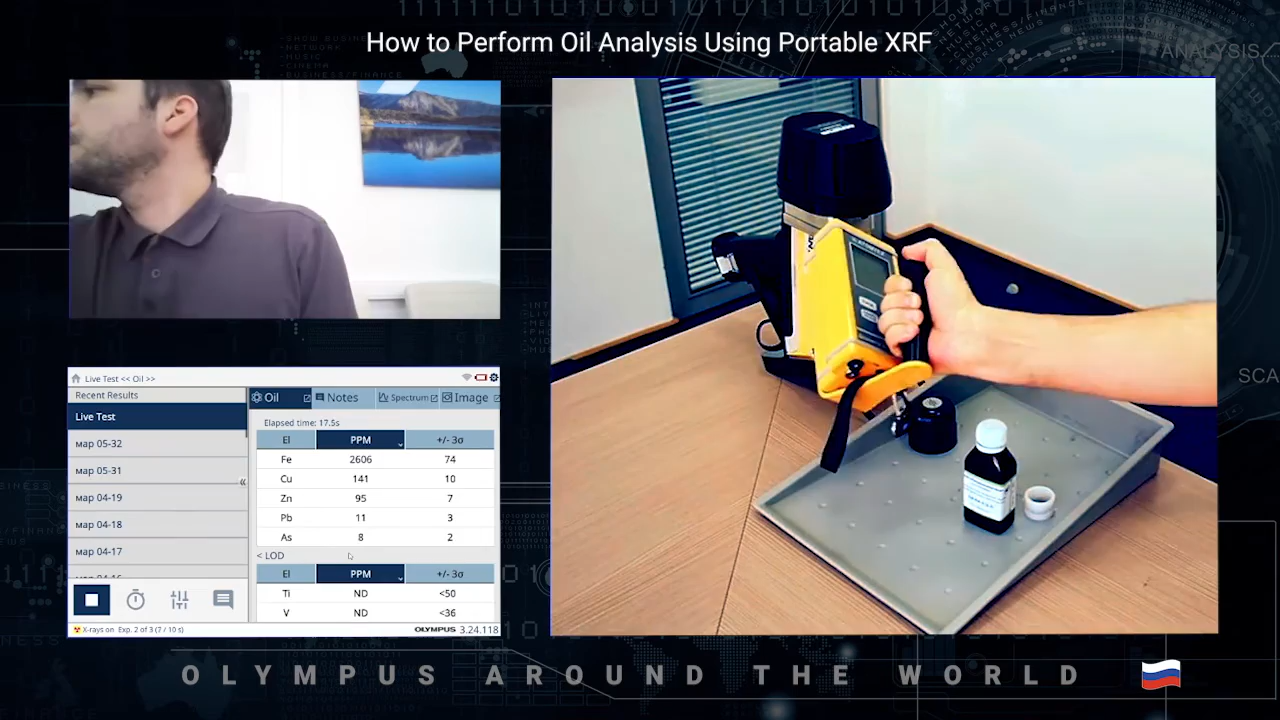 How to Perform Oil Analysis Using Portable XRF
ANALYSIS
SCA
Live Test << Oil >>
Recent Results
Live Test
мар 05-32
мар 05-31
мар 04-19
мар 04-18
мар 04-17
Oil
Notes
Spectrum
Image
Elapsed time: 17.5s
El PPM +/- 3σ
Fe 2606 74
Cu 141 10
Zn 95 7
Pb 11 3
As 8 2
< LOD
El PPM +/- 3σ
Ti ND <50
V ND <36
X-rays on Exp. 2 of 3 (7 / 10 s)
OLYMPUS 3.24.118
OLYMPUS AROUND THE WORLD